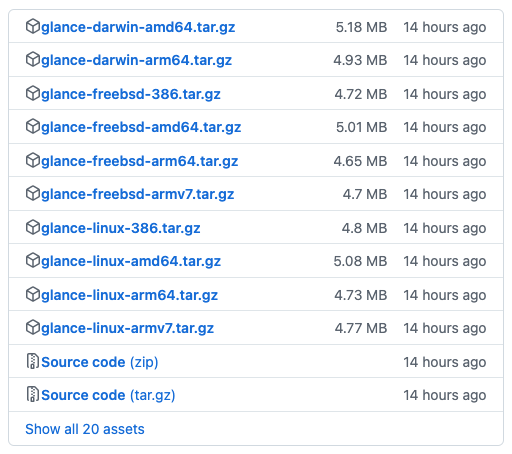 glance-darwin-amd64.tar.gz 5.18 MB 14 hours ago
glance-darwin-arm64.tar.gz 4.93 MB 14 hours ago
glance-freebsd-386.tar.gz 4.72 MB 14 hours ago
glance-freebsd-amd64.tar.gz 5.01 MB 14 hours ago
glance-freebsd-arm64.tar.gz 4.65 MB 14 hours ago
glance-freebsd-armv7.tar.gz 4.7 MB 14 hours ago
glance-linux-386.tar.gz 4.8 MB 14 hours ago
glance-linux-amd64.tar.gz 5.08 MB 14 hours ago
glance-linux-arm64.tar.gz 4.73 MB 14 hours ago
glance-linux-armv7.tar.gz 4.77 MB 14 hours ago
Source code (zip) 14 hours ago
Source code (tar.gz) 14 hours ago
Show all 20 assets